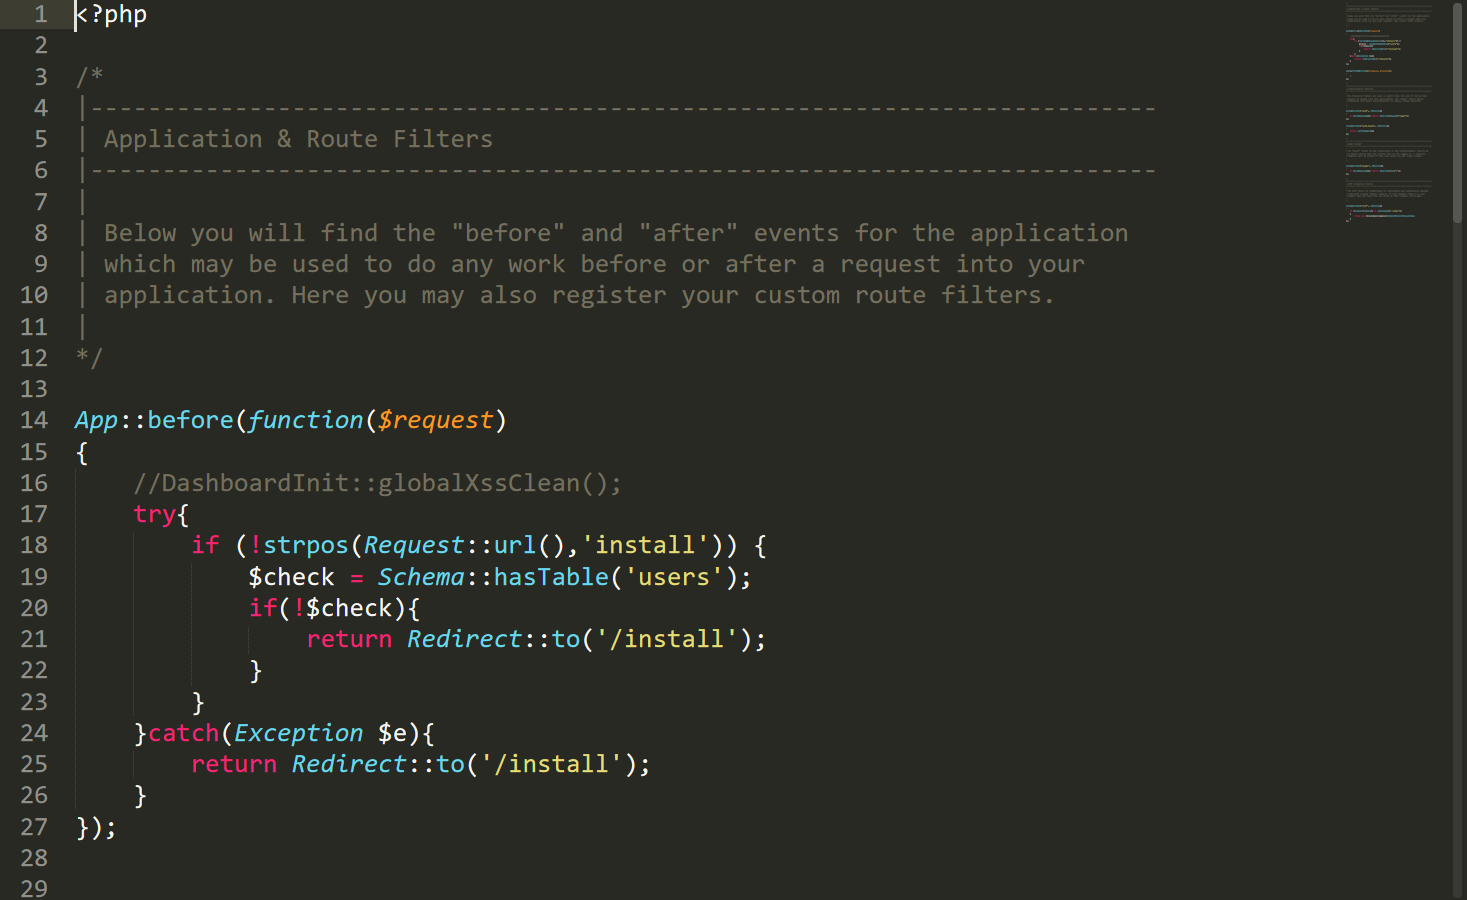 1 <?php
2
3 /*
4 |--------------------------------------------------------------------------
5 | Application & Route Filters
6 |--------------------------------------------------------------------------
7 |
8 | Below you will find the "before" and "after" events for the application
9 | which may be used to do any work before or after a request into your
10 | application. Here you may also register your custom route filters.
11 |
12 */
13
14 App::before(function($request)
15 {
16     //DashboardInit::globalXssClean();
17     try{
18         if (!strpos(Request::url(),'install')) {
19             $check = Schema::hasTable('users');
20             if(!$check){
21                 return Redirect::to('/install');
22             }
23         }
24     }catch(Exception $e){
25         return Redirect::to('/install');
26     }
27 });
28
29